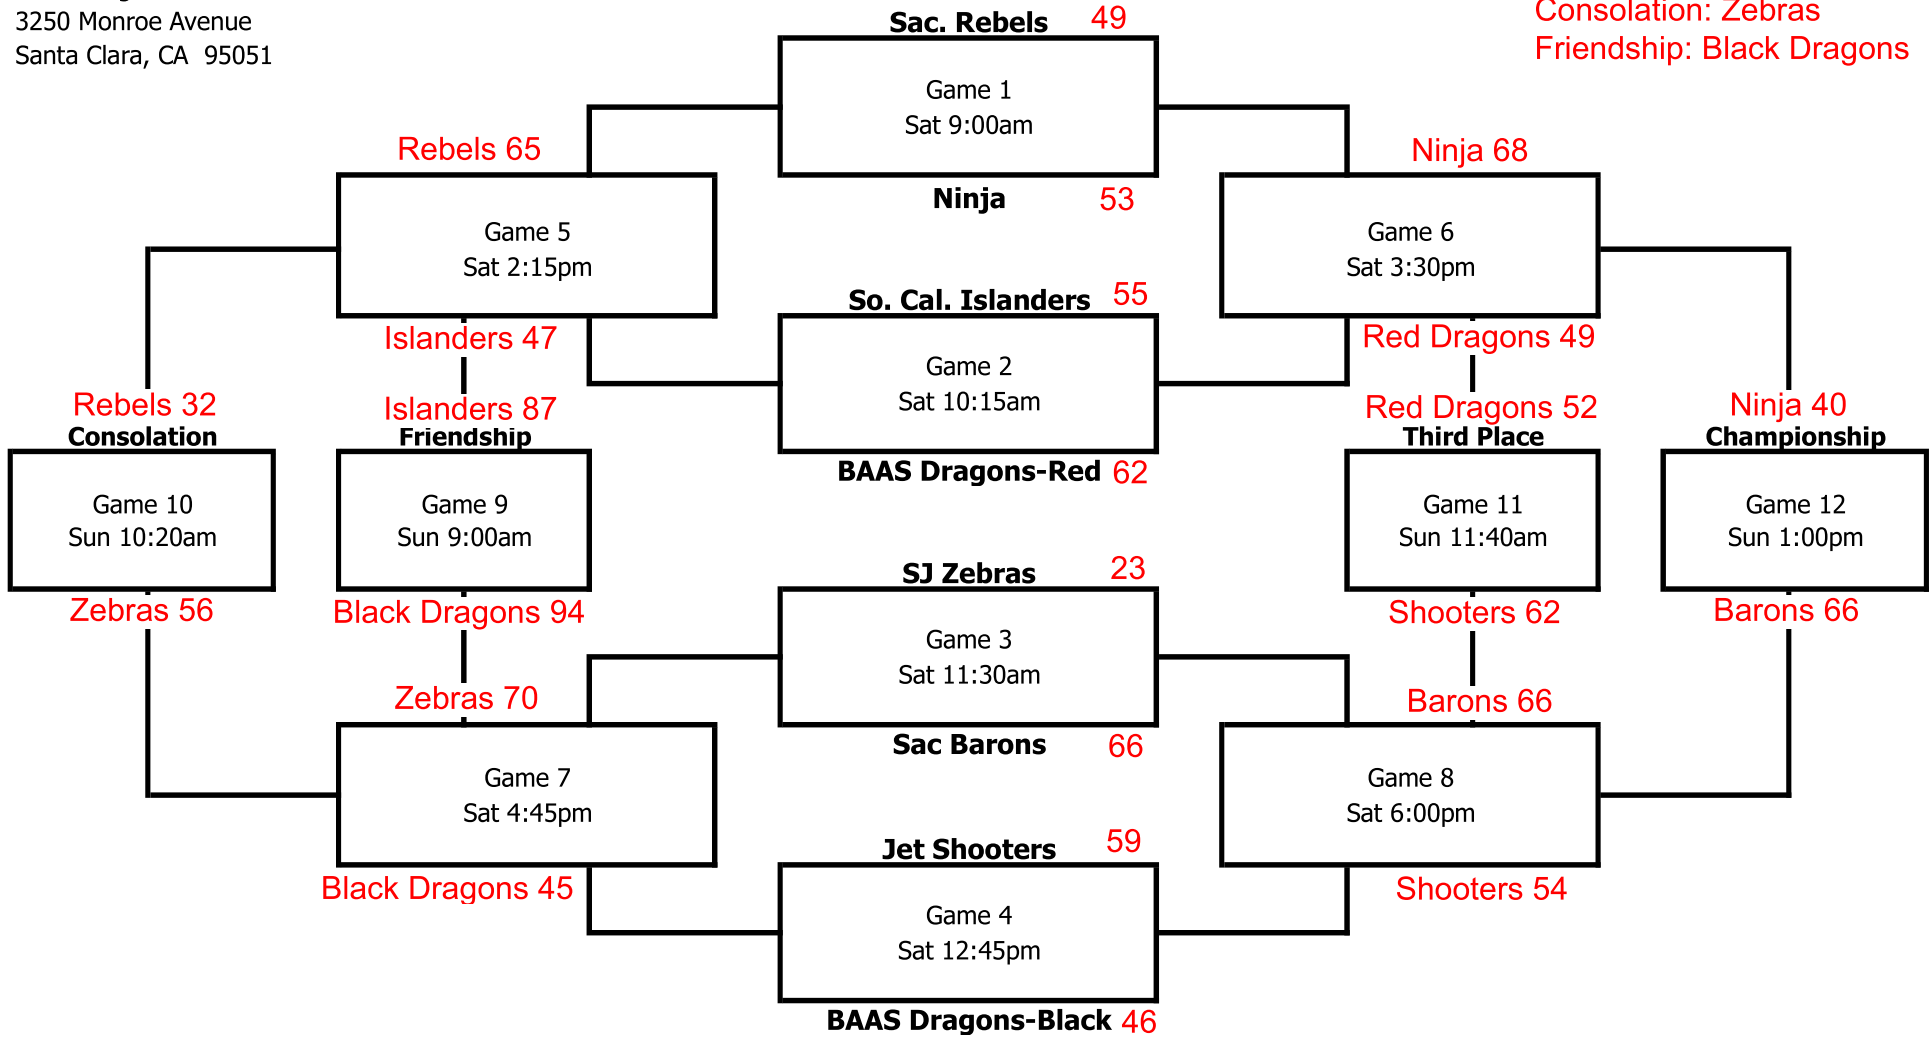 3250 Monroe Avenue
Santa Clara, CA  95051
Consolation: Zebras
Friendship: Black Dragons
Sac. Rebels 49
Game 1
Sat 9:00am
Ninja 53
Rebels 65
Game 5
Sat 2:15pm
Islanders 47
Ninja 68
Game 6
Sat 3:30pm
Red Dragons 49
So. Cal. Islanders 55
Game 2
Sat 10:15am
BAAS Dragons-Red 62
Rebels 32
Consolation
Game 10
Sun 10:20am
Zebras 56
Islanders 87
Friendship
Game 9
Sun 9:00am
Black Dragons 94
Red Dragons 52
Third Place
Game 11
Sun 11:40am
Shooters 62
Ninja 40
Championship
Game 12
Sun 1:00pm
Barons 66
SJ Zebras 23
Game 3
Sat 11:30am
Sac Barons 66
Zebras 70
Game 7
Sat 4:45pm
Black Dragons 45
Barons 66
Game 8
Sat 6:00pm
Shooters 54
Jet Shooters 59
Game 4
Sat 12:45pm
BAAS Dragons-Black 46